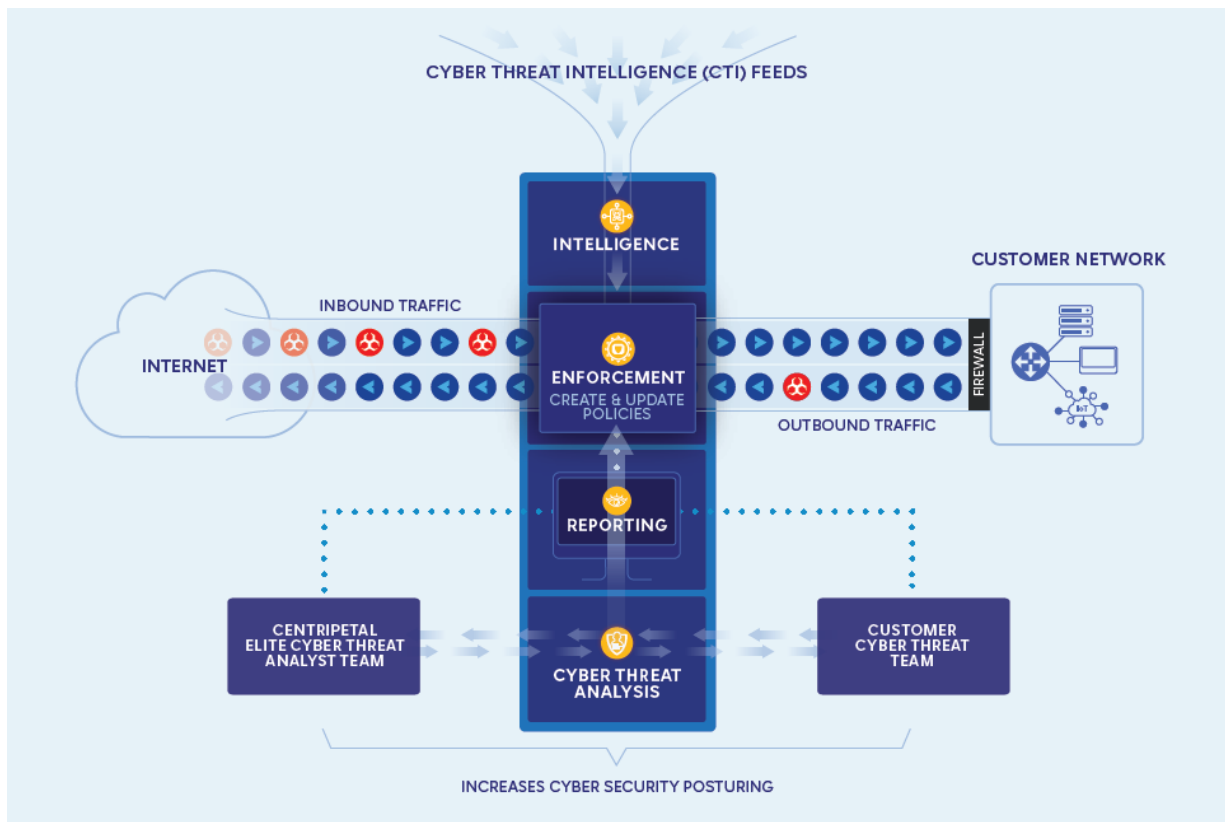 CYBER THREAT INTELLIGENCE (CTI) FEEDS
INTELLIGENCE
CUSTOMER NETWORK
INBOUND TRAFFIC
INTERNET
ENFORCEMENT
CREATE & UPDATE
POLICIES
FIREWALL
IoT
OUTBOUND TRAFFIC
REPORTING
CENTRIPETAL
ELITE CYBER THREAT
ANALYST TEAM
CYBER THREAT
ANALYSIS
CUSTOMER
CYBER THREAT
TEAM
INCREASES CYBER SECURITY POSTURING